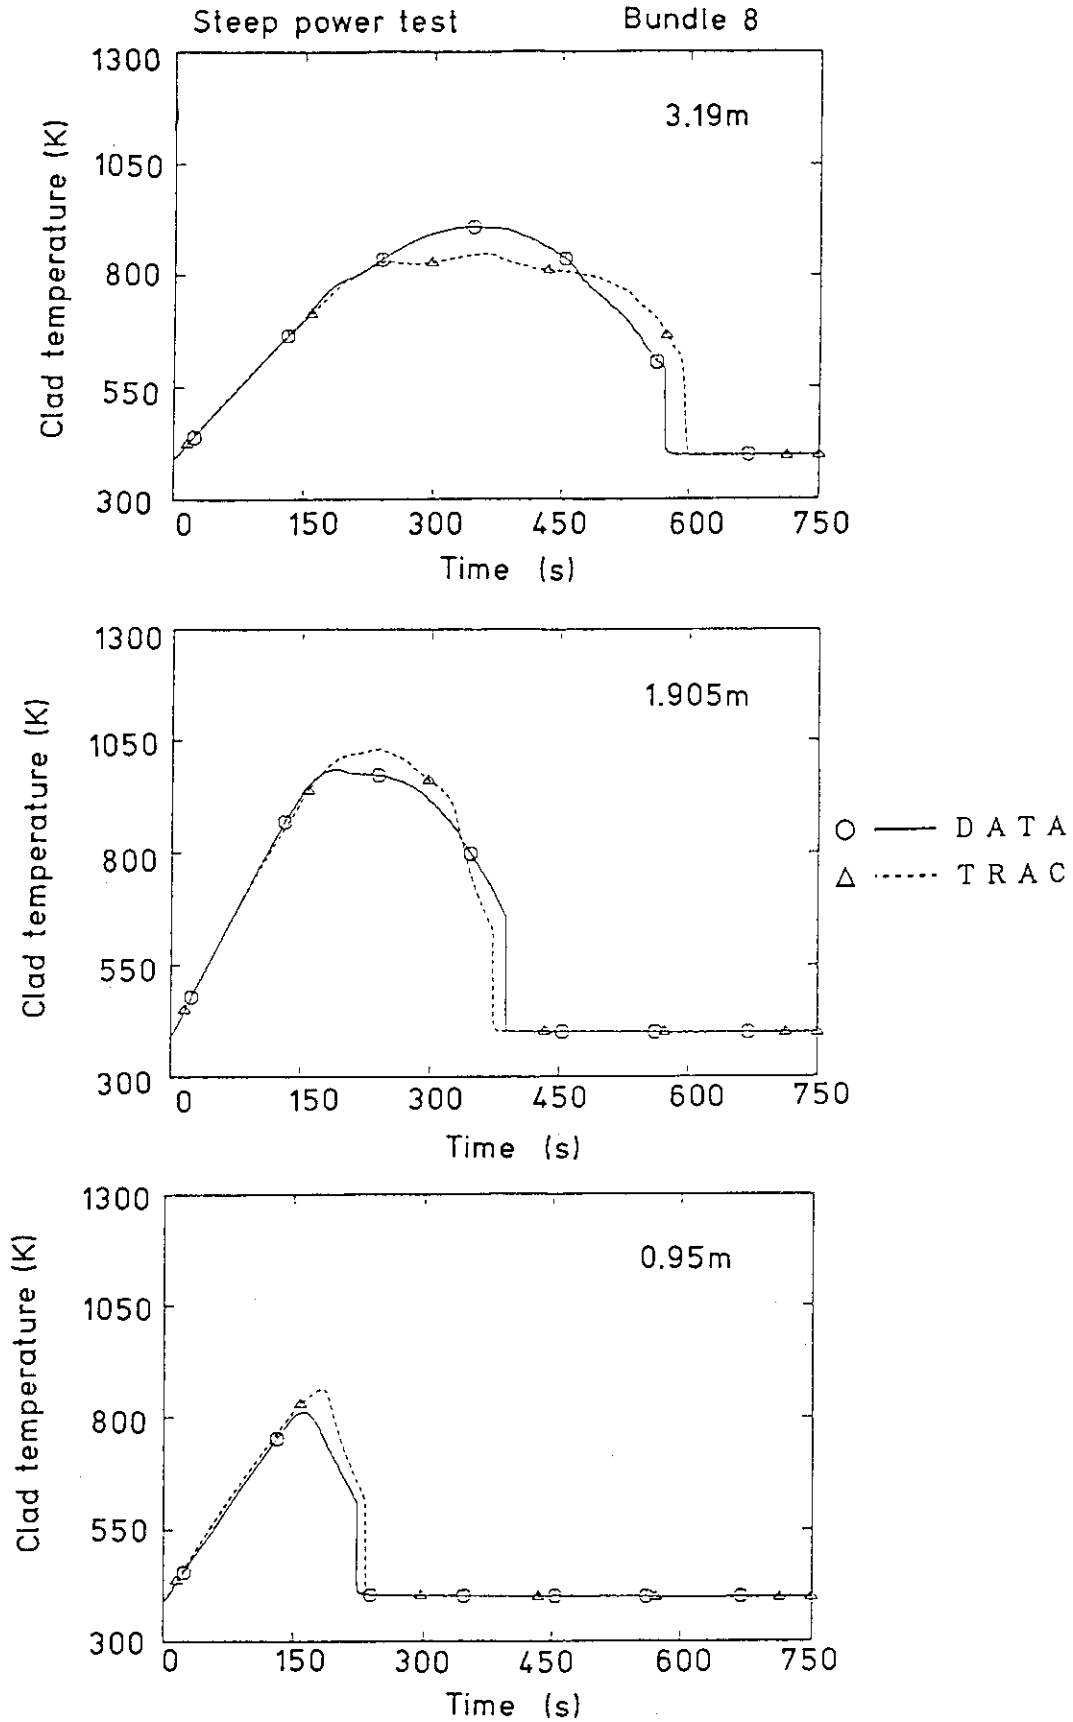 Steep power test Bundle 8
1300
1050
800
550
300
Clad temperature (K)
3.19m
0 150 300 450 600 750
Time (s)
1300
1050
800
550
300
Clad temperature (K)
1.905m
0 150 300 450 600 750
Time (s)
DATA
TRAC
1300
1050
800
550
300
Clad temperature (K)
0.95m
0 150 300 450 600 750
Time (s)